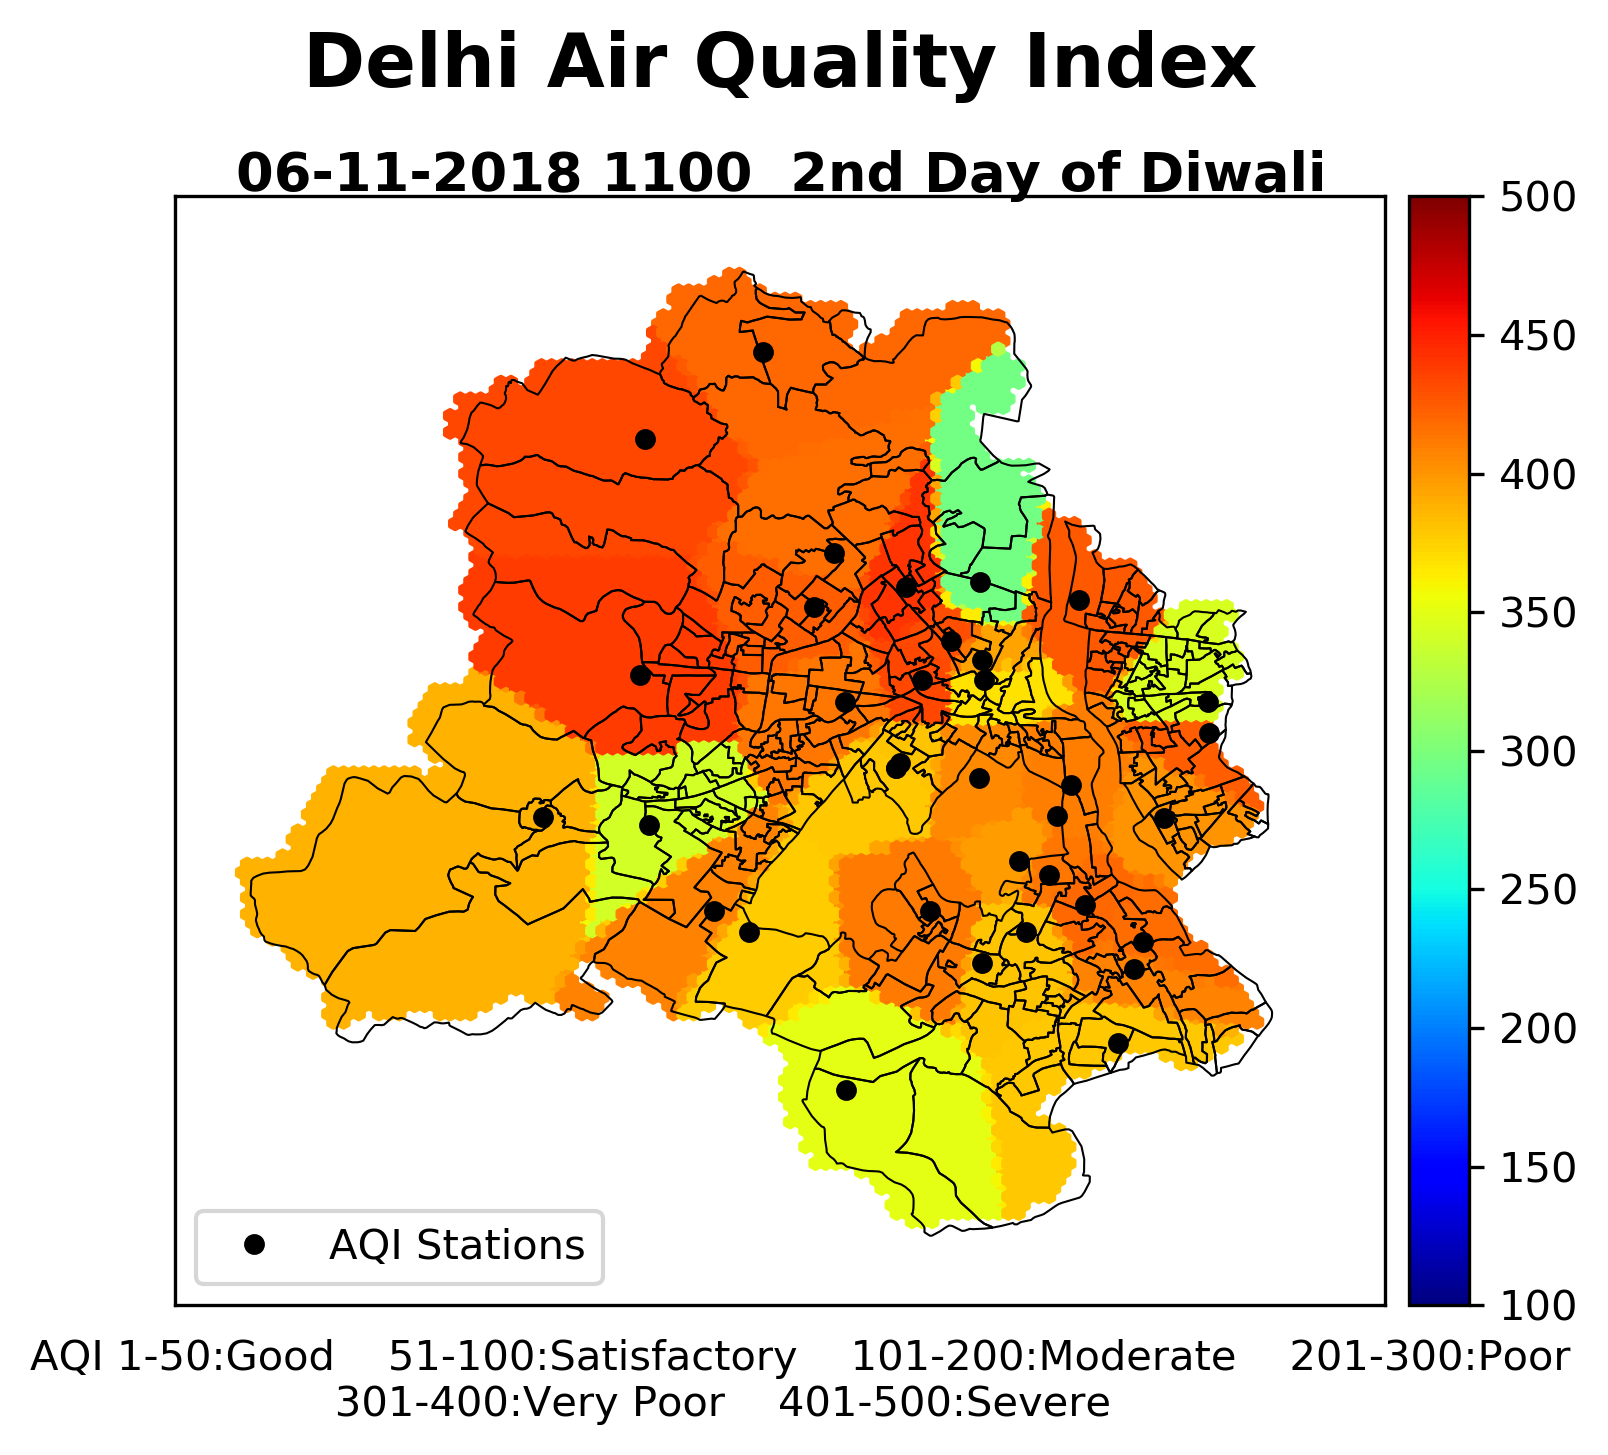 Delhi Air Quality Index
06-11-2018 1100 2nd Day of Diwali
500
450
400
350
300
250
200
150
100
AQI Stations
AQI 1-50:Good 51-100:Satisfactory 101-200:Moderate 201-300:Poor
301-400:Very Poor 401-500:Severe